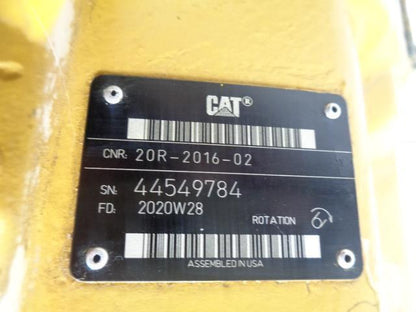 CAT®
CNR: 20R-2016-02
SN: 44549784
FD: 2020W28
ROTATION
ASSEMBLED IN USA